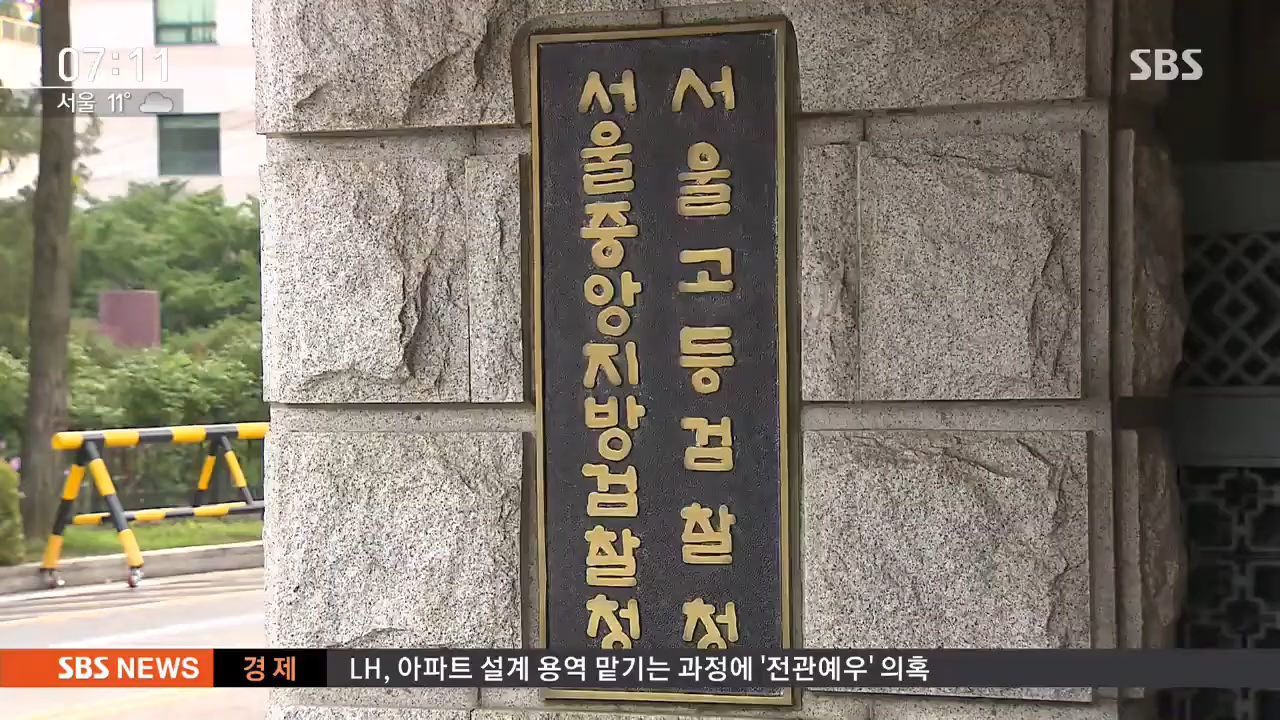 07:11
서울 11°
SBS
서울고등검찰청
서울중앙지방검찰청
SBS NEWS
경제
LH, 아파트 설계 용역 맡기는 과정에 '전관예우' 의혹